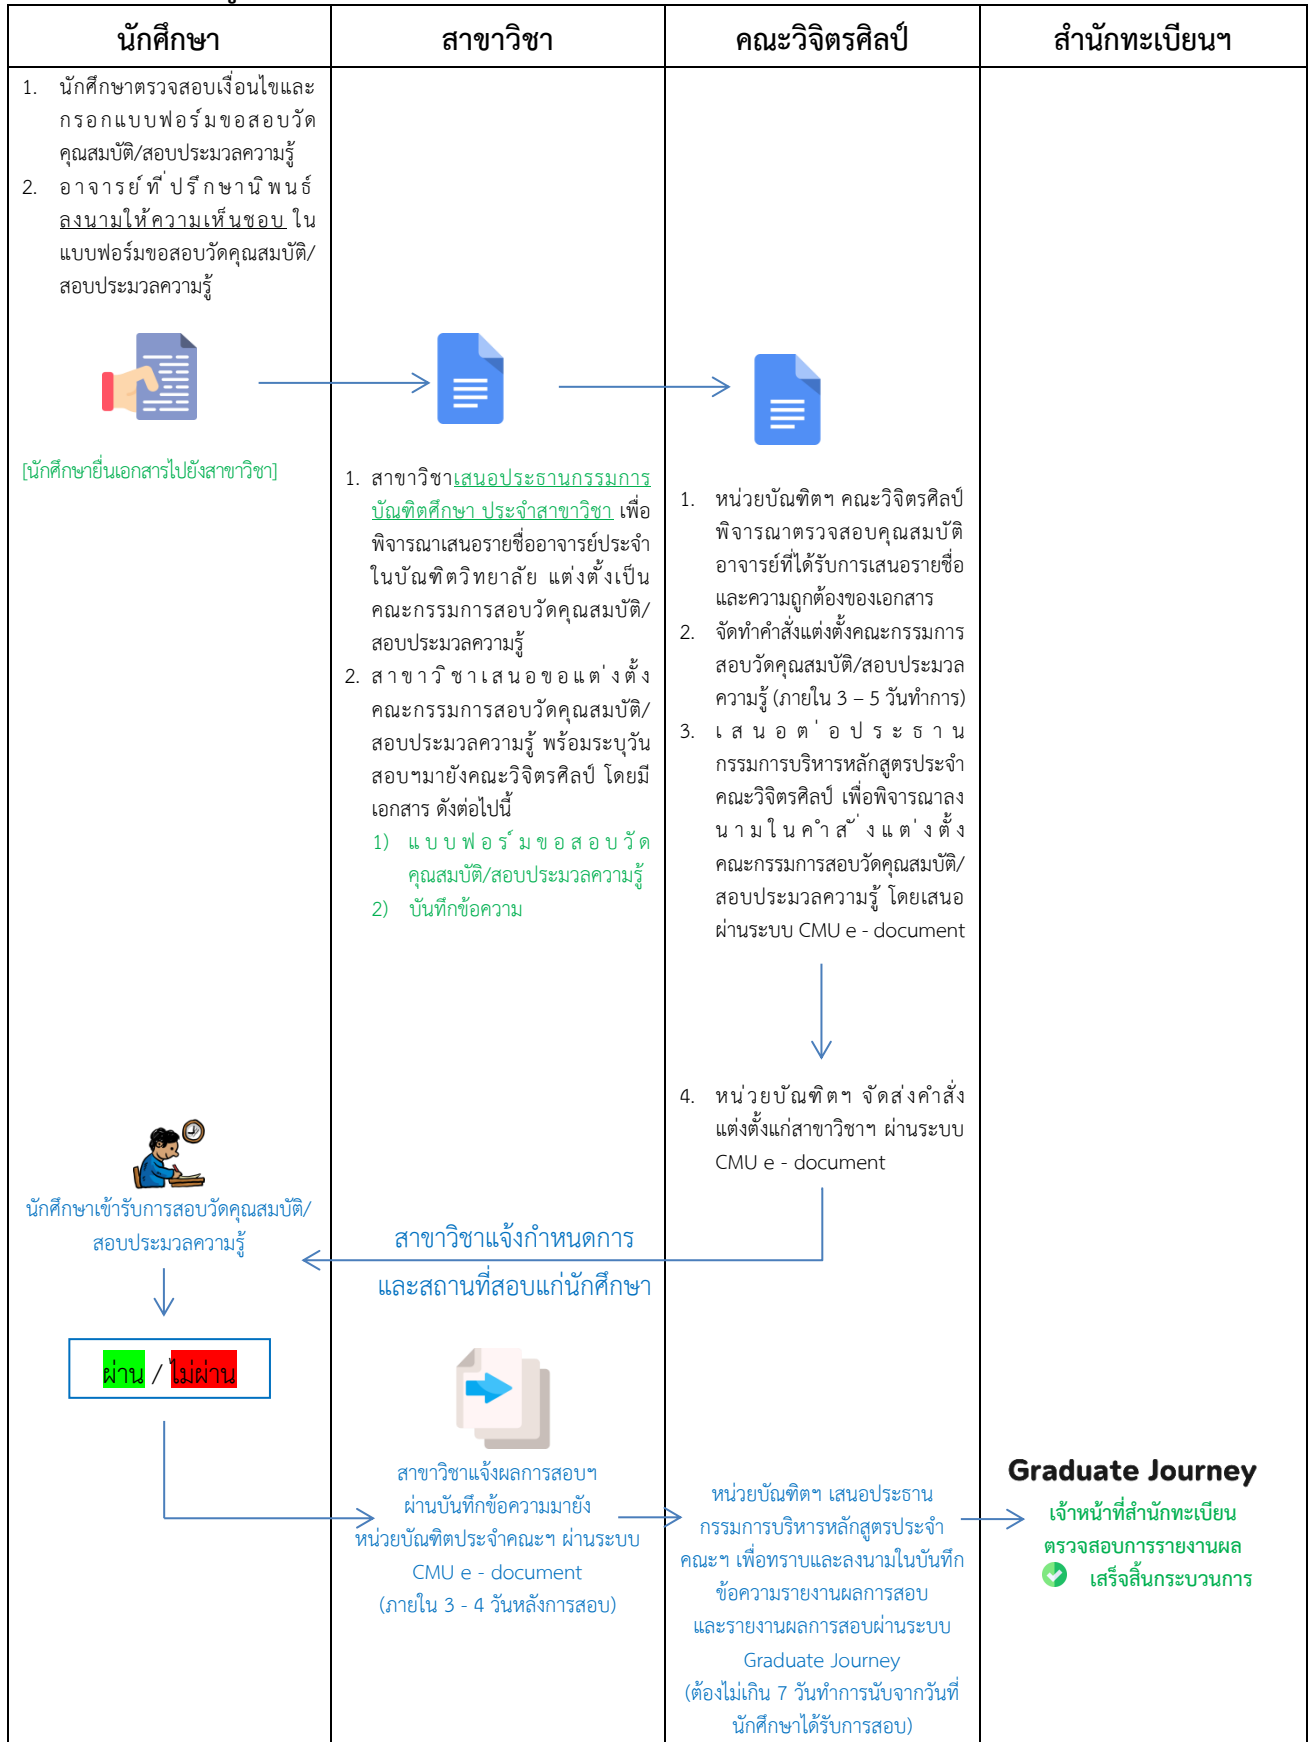 นักศึกษา
สาขาวิชา
คณะวิจิตรศิลป์
สำนักทะเบียนฯ
1. นักศึกษาตรวจสอบเงื่อนไขและ
กรอกแบบฟอร์มขอสอบวัด
คุณสมบัติ/สอบประมวลความรู้
2. อาจารย์ที่ปรึกษานิพนธ์
ลงนามให้ความเห็นชอบ ใน
แบบฟอร์มขอสอบวัดคุณสมบัติ/
สอบประมวลความรู้
[นักศึกษายื่นเอกสารไปยังสาขาวิชา]
1. สาขาวิชาเสนอประธานกรรมการ
บัณฑิตศึกษา ประจำสาขาวิชา เพื่อ
พิจารณาเสนอรายชื่ออาจารย์ประจำ
ในบัณฑิตวิทยาลัย แต่งตั้งเป็น
คณะกรรมการสอบวัดคุณสมบัติ/
สอบประมวลความรู้
2. สาขาวิชาเสนอขอแต่งตั้ง
คณะกรรมการสอบวัดคุณสมบัติ/
สอบประมวลความรู้ พร้อมระบุวัน
สอบฯมายังคณะวิจิตรศิลป์ โดยมี
เอกสาร ดังต่อไปนี้
1) แบบฟอร์มขอสอบวัด
คุณสมบัติ/สอบประมวลความรู้
2) บันทึกข้อความ
1. หน่วยบัณฑิตฯ คณะวิจิตรศิลป์
พิจารณาตรวจสอบคุณสมบัติ
อาจารย์ที่ได้รับการเสนอรายชื่อ
และความถูกต้องของเอกสาร
2. จัดทำคำสั่งแต่งตั้งคณะกรรมการ
สอบวัดคุณสมบัติ/สอบประมวล
ความรู้ (ภายใน 3 – 5 วันทำการ)
3. เสนอต่อประธาน
กรรมการบริหารหลักสูตรประจำ
คณะวิจิตรศิลป์ เพื่อพิจารณาลง
นามในคำสั่งแต่งตั้ง
คณะกรรมการสอบวัดคุณสมบัติ/
สอบประมวลความรู้ โดยเสนอ
ผ่านระบบ CMU e - document
4. หน่วยบัณฑิตฯ จัดส่งคำสั่ง
แต่งตั้งแก่สาขาวิชาฯ ผ่านระบบ
CMU e - document
สาขาวิชาแจ้งกำหนดการ
และสถานที่สอบแก่นักศึกษา
นักศึกษาเข้ารับการสอบวัดคุณสมบัติ/
สอบประมวลความรู้
ผ่าน / ไม่ผ่าน
สาขาวิชาแจ้งผลการสอบฯ
ผ่านบันทึกข้อความมายัง
หน่วยบัณฑิตประจำคณะฯ ผ่านระบบ
CMU e - document
(ภายใน 3 - 4 วันหลังการสอบ)
หน่วยบัณฑิตฯ เสนอประธาน
กรรมการบริหารหลักสูตรประจำ
คณะฯ เพื่อทราบและลงนามในบันทึก
ข้อความรายงานผลการสอบ
และรายงานผลการสอบผ่านระบบ
Graduate Journey
(ต้องไม่เกิน 7 วันทำการนับจากวันที่
นักศึกษาได้รับการสอบ)
Graduate Journey
เจ้าหน้าที่สำนักทะเบียน
ตรวจสอบการรายงานผล
เสร็จสิ้นกระบวนการ